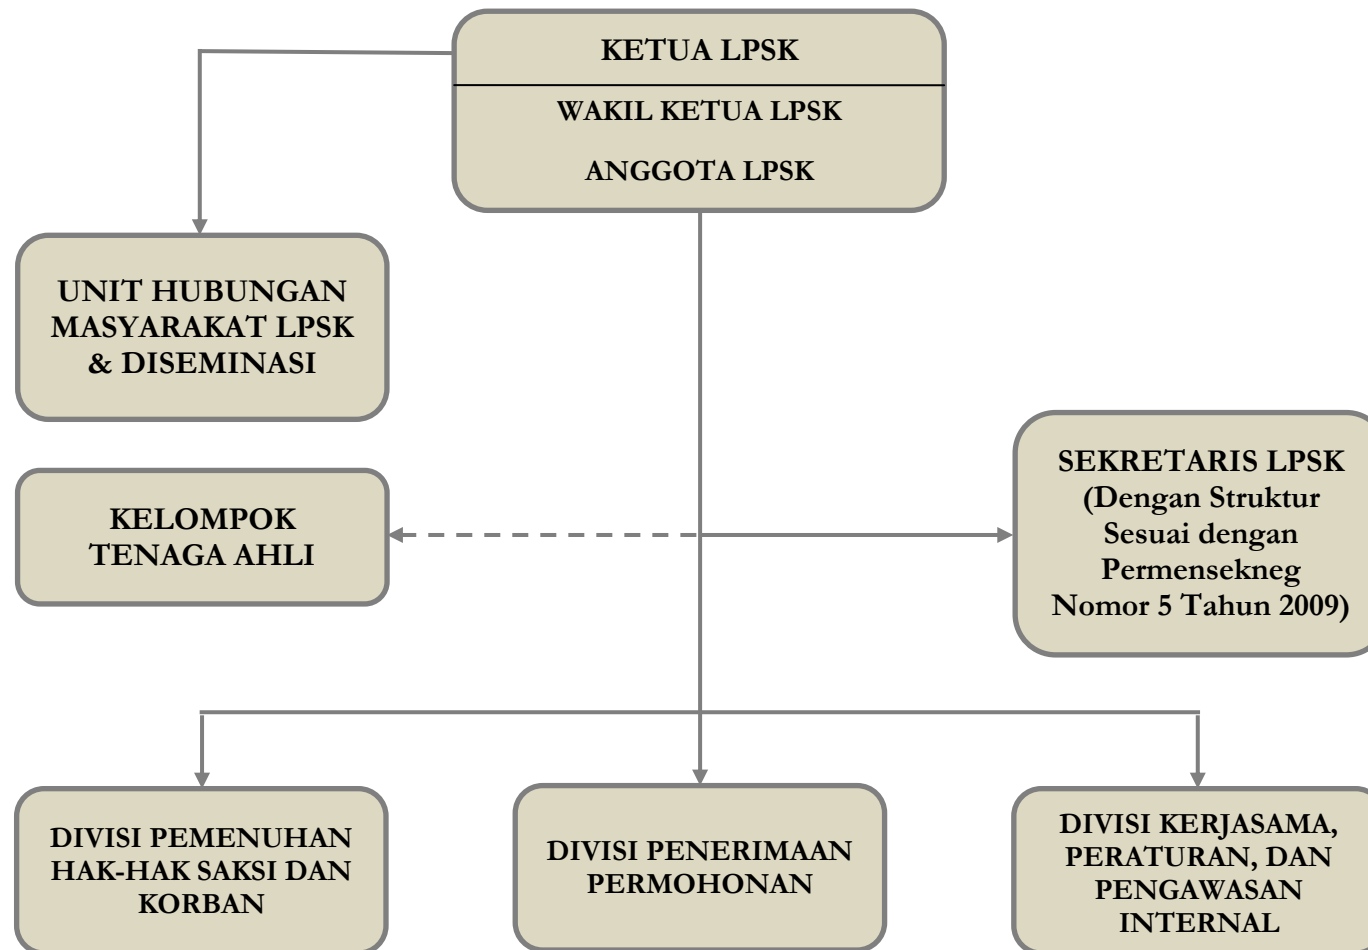 KETUA LPSK
WAKIL KETUA LPSK
ANGGOTA LPSK
UNIT HUBUNGAN
MASYARAKAT LPSK
& DISEMINASI
KELOMPOK
TENAGA AHLI
SEKRETARIS LPSK
(Dengan Struktur
Sesuai dengan
Permensekneg
Nomor 5 Tahun 2009)
DIVISI PEMENUHAN
HAK-HAK SAKSI DAN
KORBAN
DIVISI PENERIMAAN
PERMOHONAN
DIVISI KERJASAMA,
PERATURAN, DAN
PENGAWASAN
INTERNAL